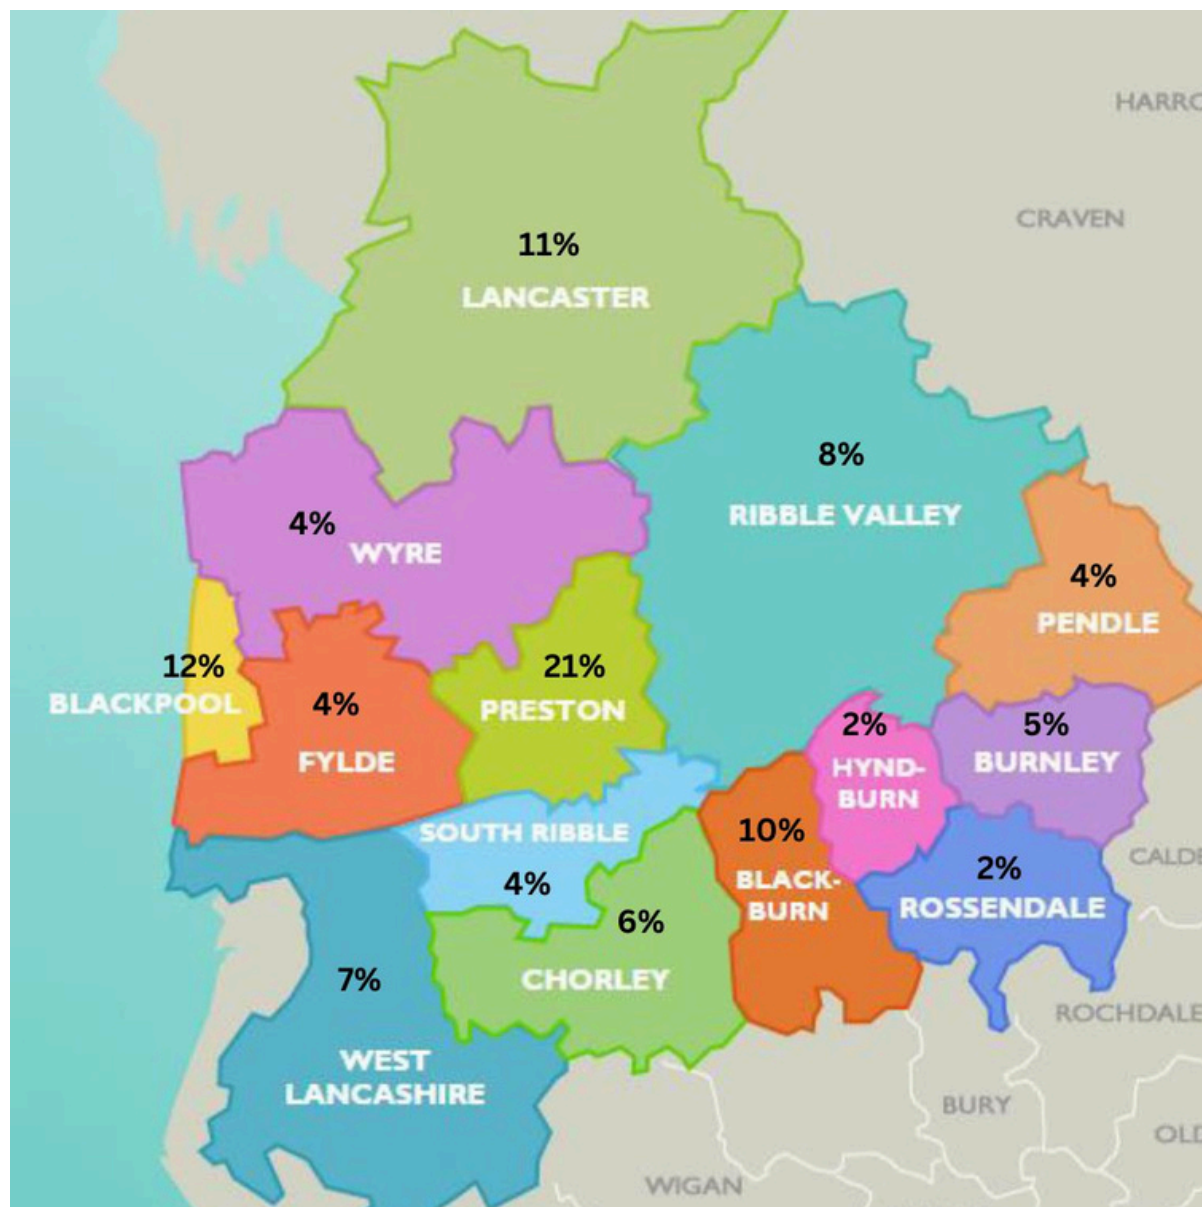 HARRO
CRAVEN
11%
LANCASTER
8%
RIBBLE VALLEY
4%
WYRE
4%
PENDLE
12%
BLACKPOOL
4%
FYLDE
21%
PRESTON
2%
HYND-
BURN
5%
BURNLEY
SOUTH RIBBLE
4%
10%
BLACK-
BURN
2%
ROSSENDALE
CALDE
6%
CHORLEY
7%
WEST
LANCASHIRE
ROCHDALE
BURY
OLD
WIGAN